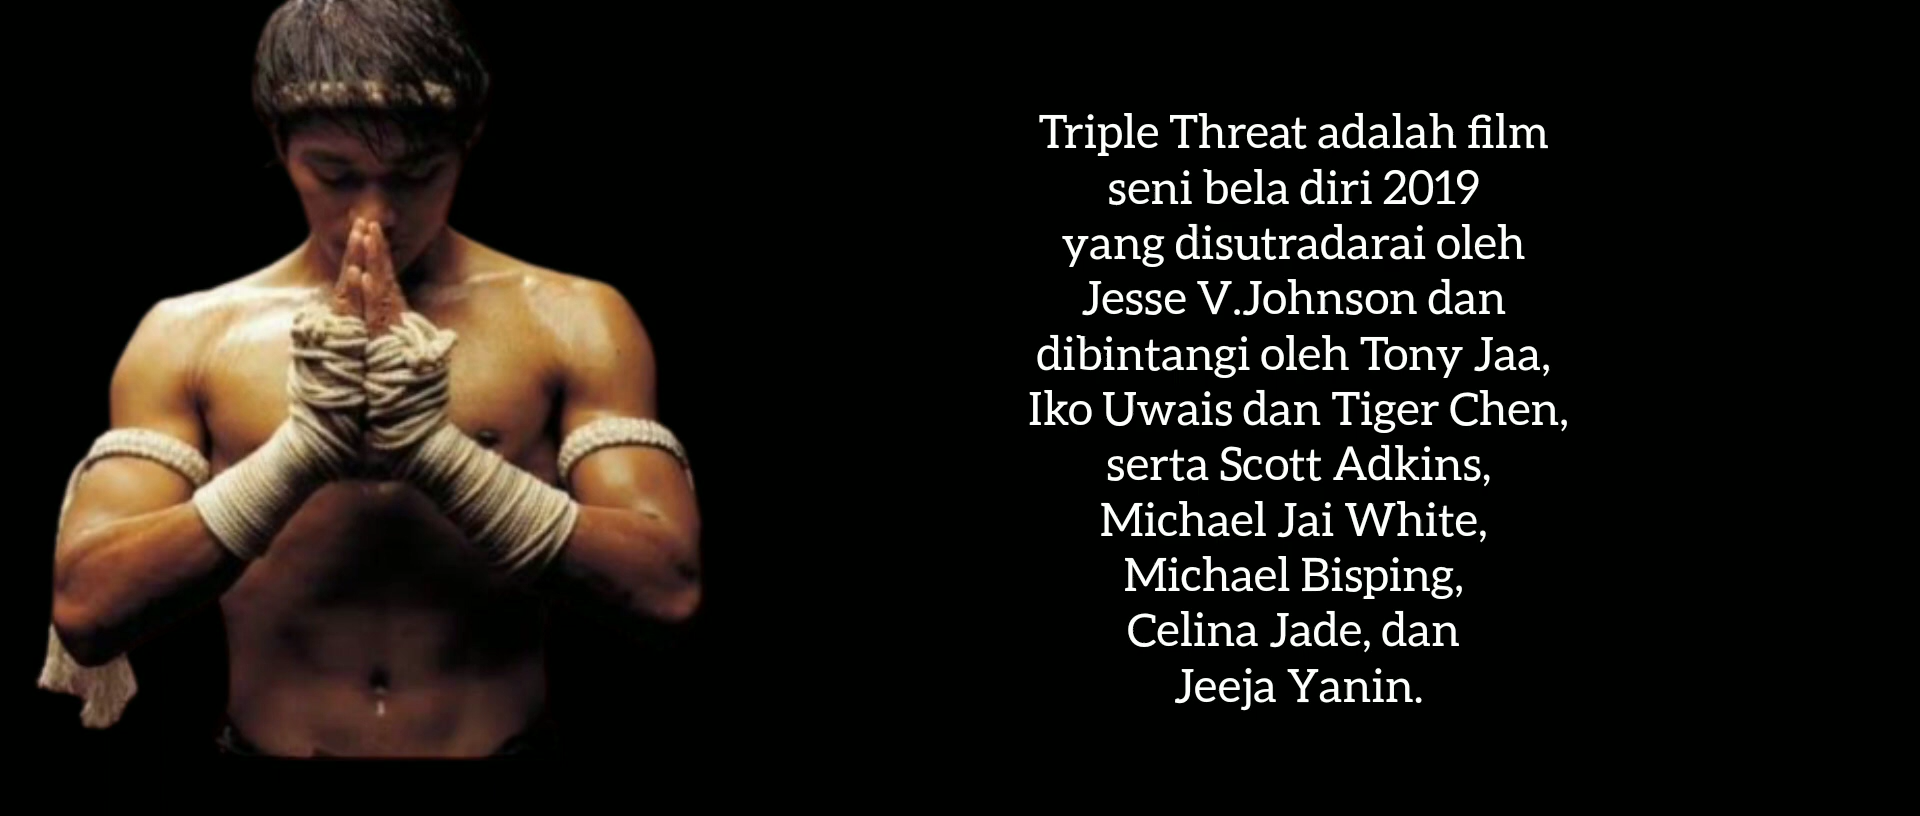 Triple Threat adalah film
seni bela diri 2019
yang disutradarai oleh
Jesse V.Johnson dan
dibintangi oleh Tony Jaa,
Iko Uwais dan Tiger Chen,
serta Scott Adkins,
Michael Jai White,
Michael Bisping,
Celina Jade, dan
Jeeja Yanin.